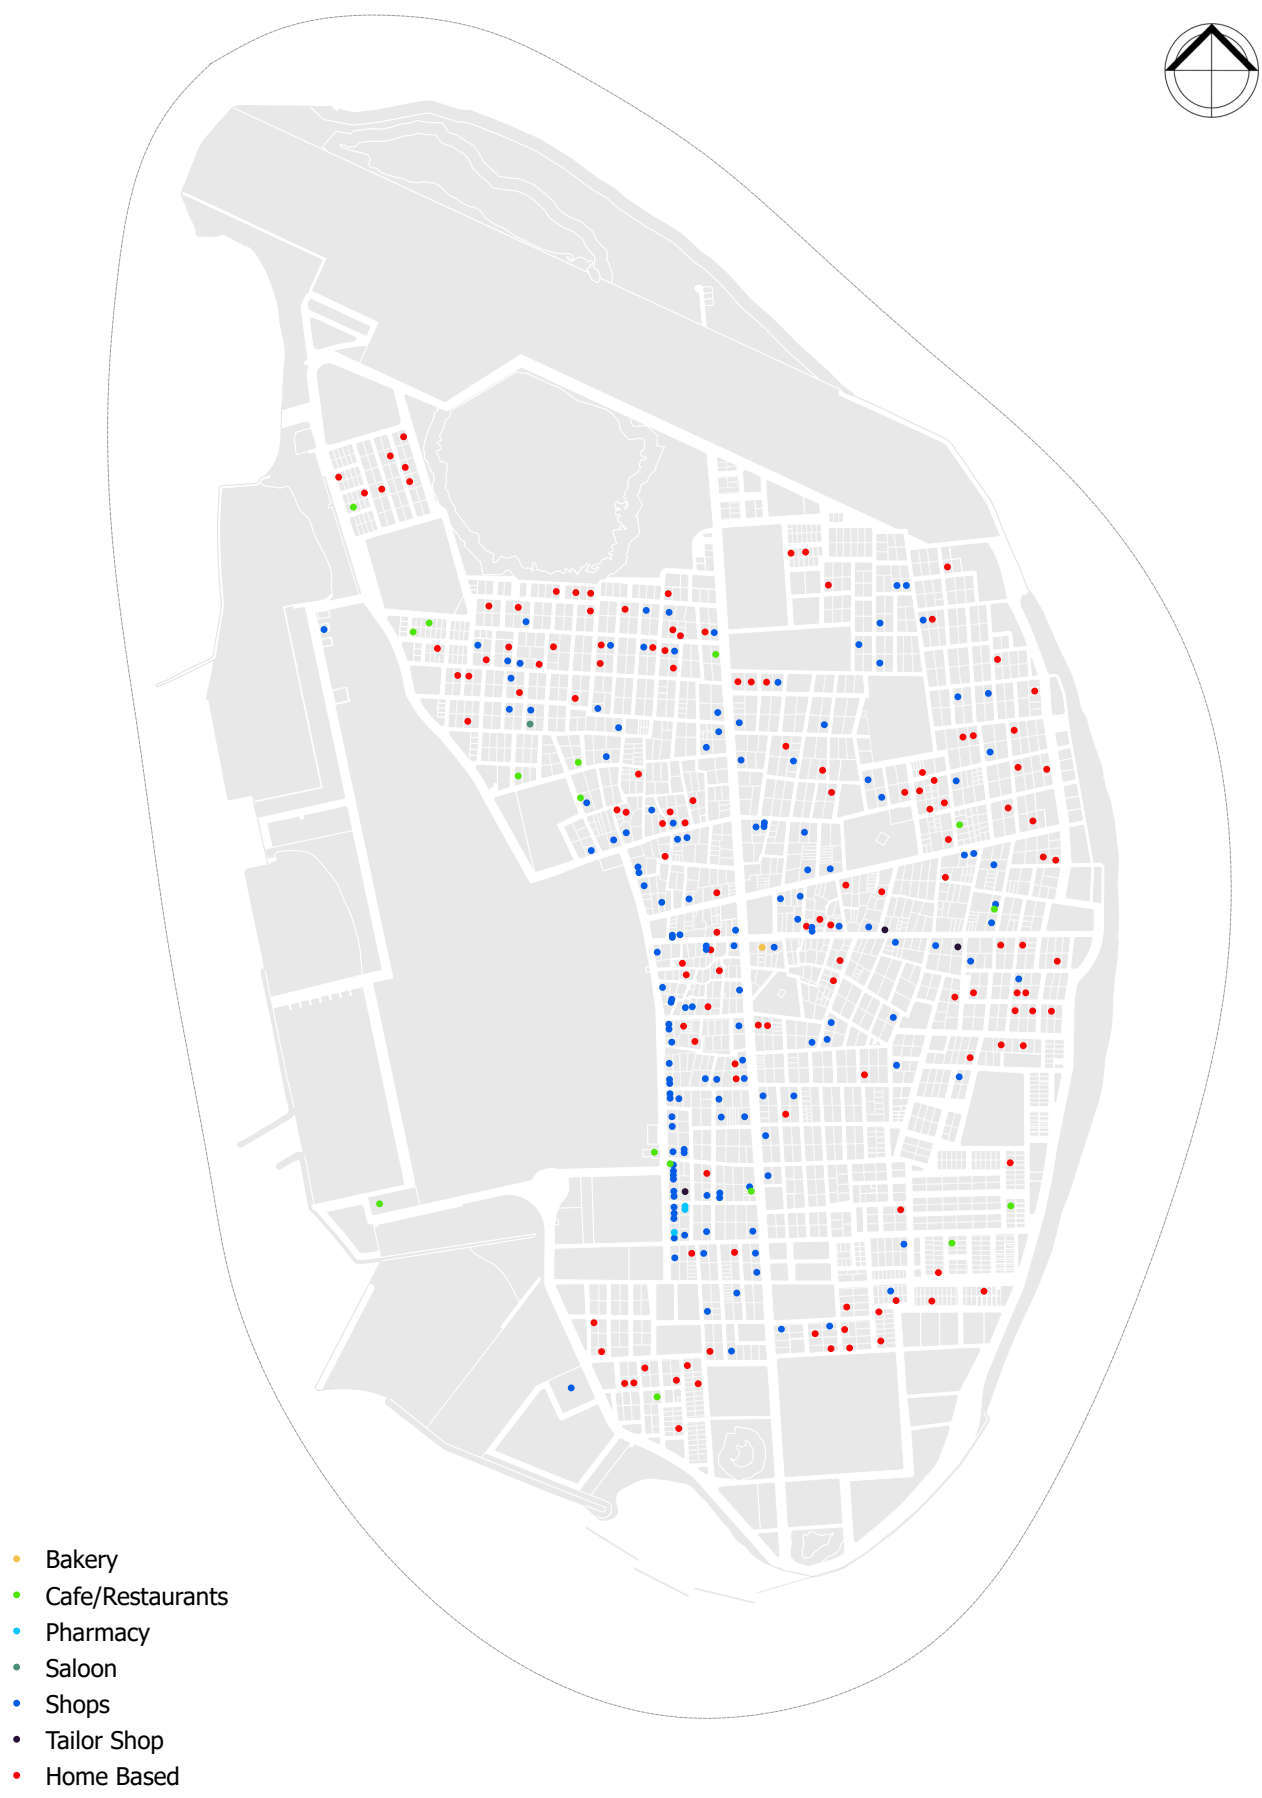 Bakery
Cafe/Restaurants
Pharmacy
Saloon
Shops
Tailor Shop
Home Based